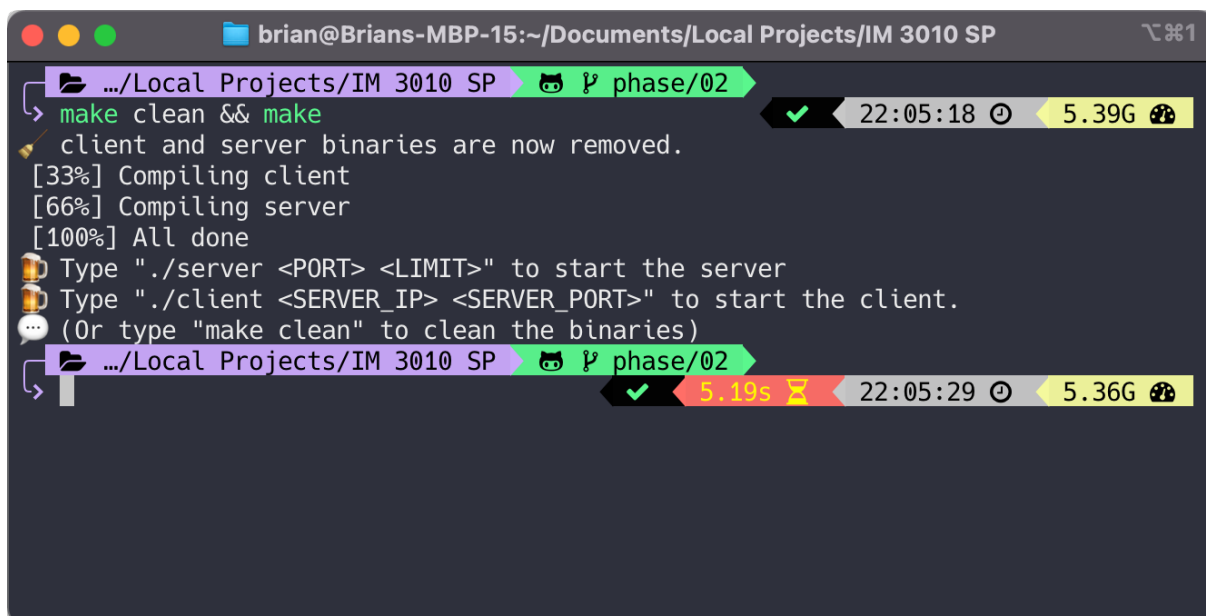 brian@Brians-MBP-15:~/Documents/Local Projects/IM 3010 SP ⌥⌘1
…/Local Projects/IM 3010 SP phase/02
make clean && make 22:05:18 5.39G
client and server binaries are now removed.
[33%] Compiling client
[66%] Compiling server
[100%] All done
Type "./server <PORT> <LIMIT>" to start the server
Type "./client <SERVER_IP> <SERVER_PORT>" to start the client.
(Or type "make clean" to clean the binaries)
…/Local Projects/IM 3010 SP phase/02
5.19s 22:05:29 5.36G